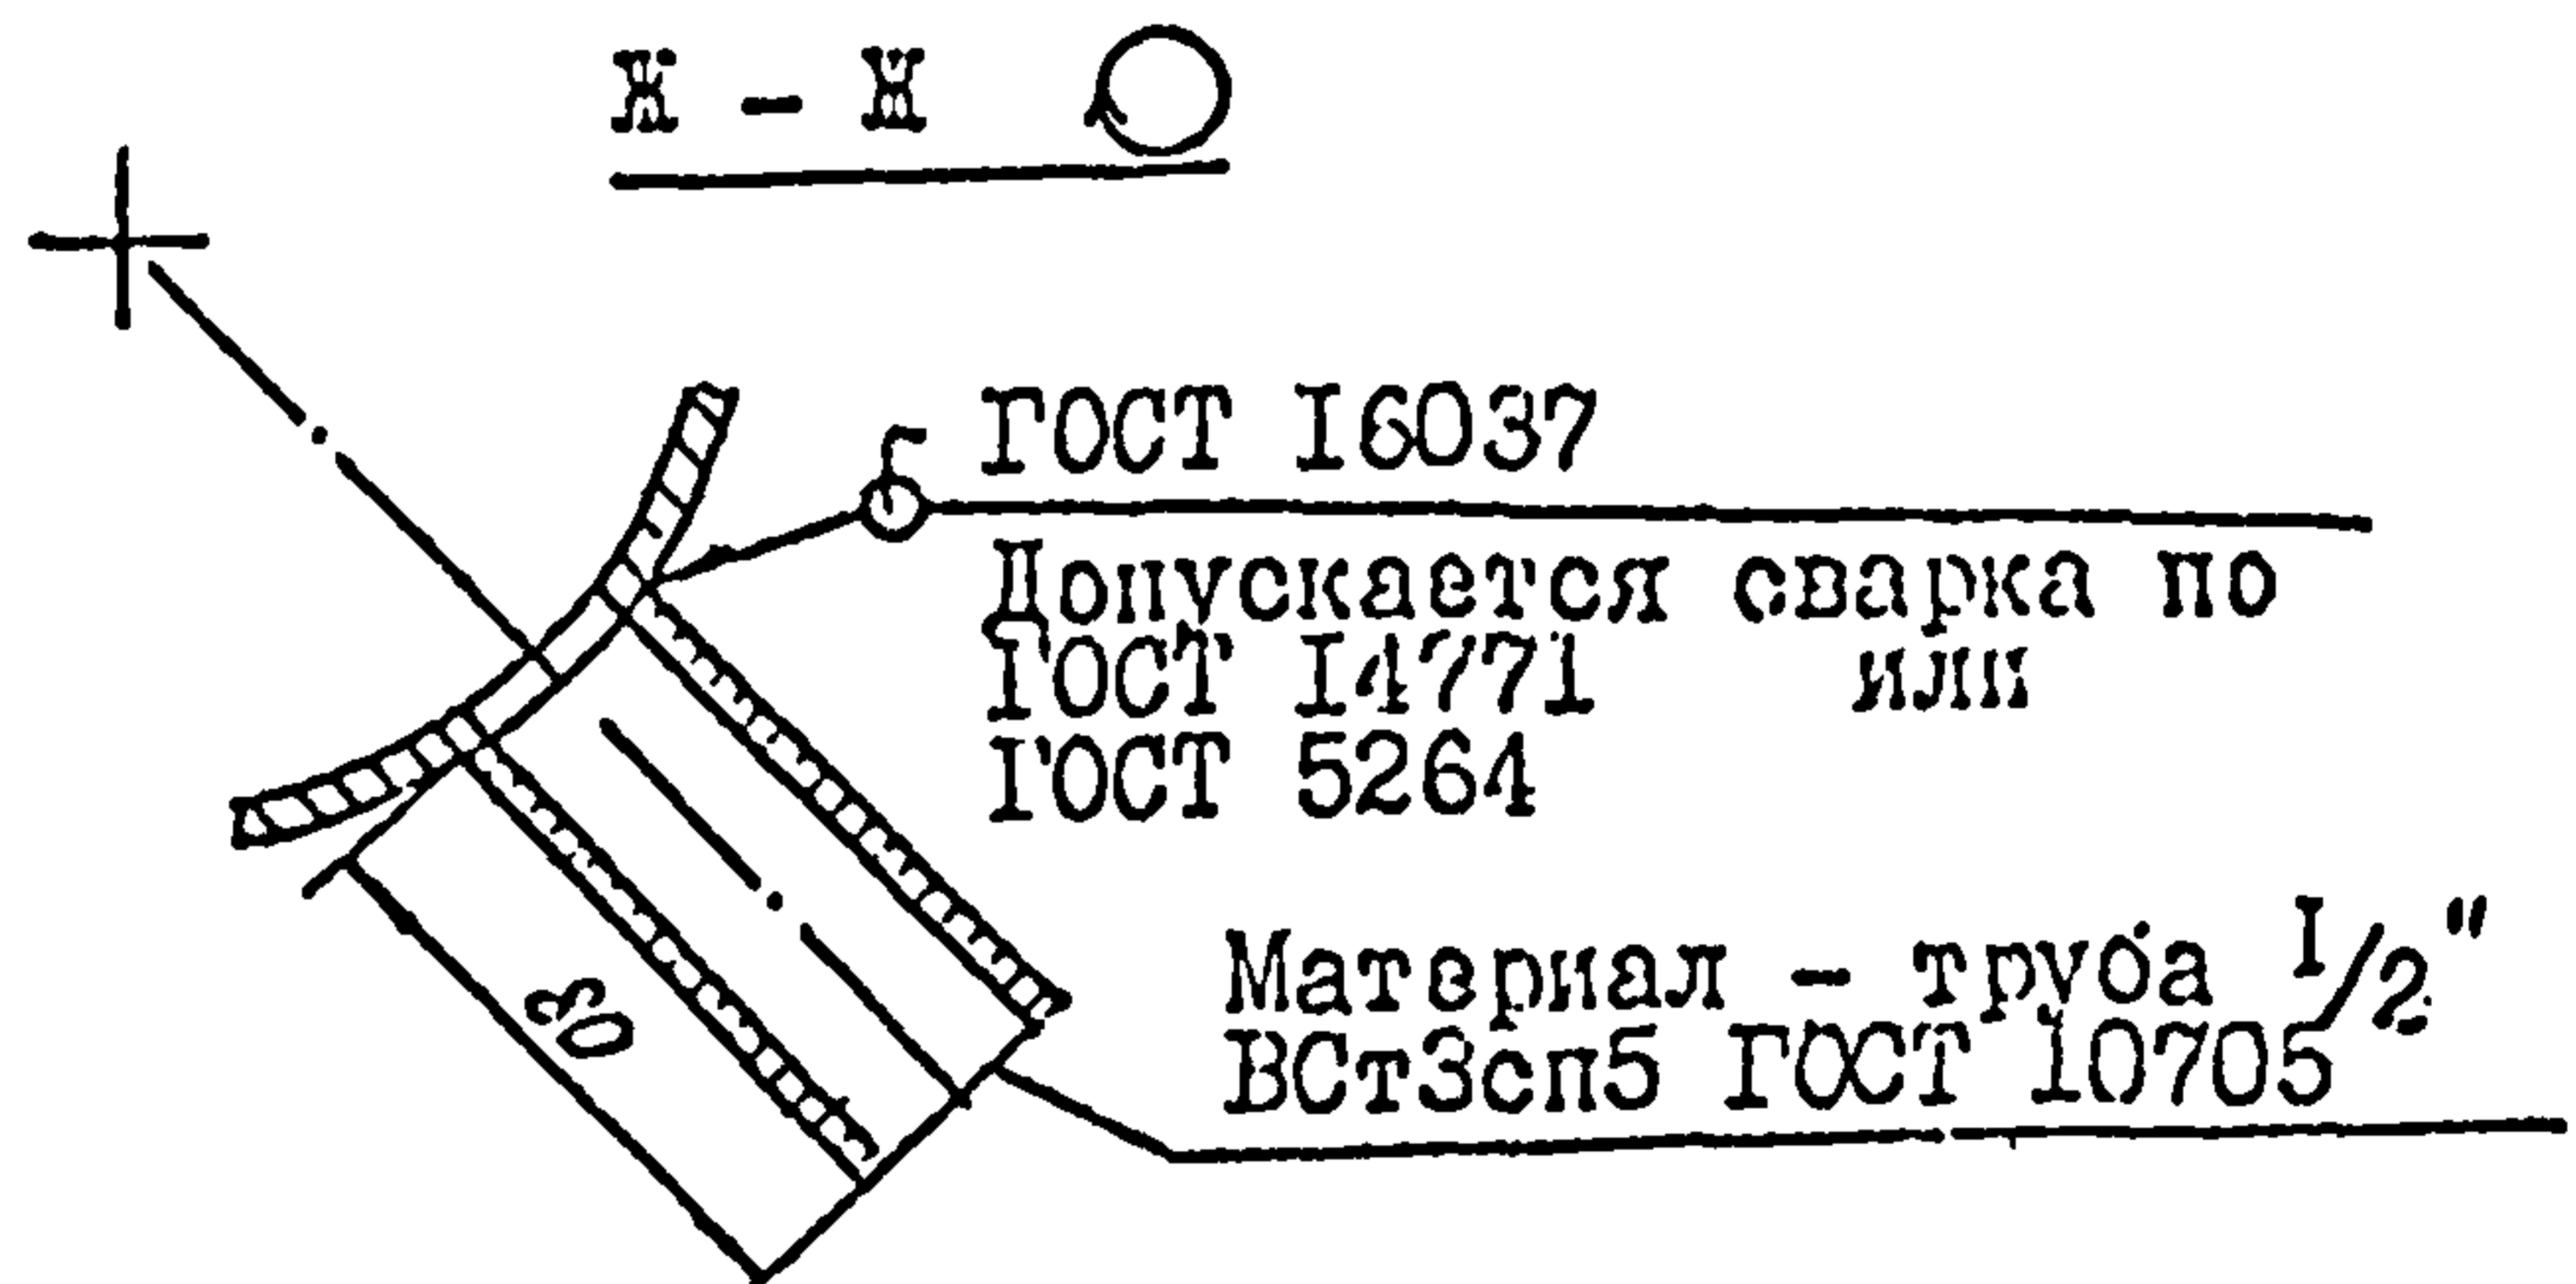 Ж - Ж
ГОСТ 16037
Допускается сварка по
ГОСТ 14771 или
ГОСТ 5264
80
Материал - труба 1/2"
ВСт3сп5 ГОСТ 10705